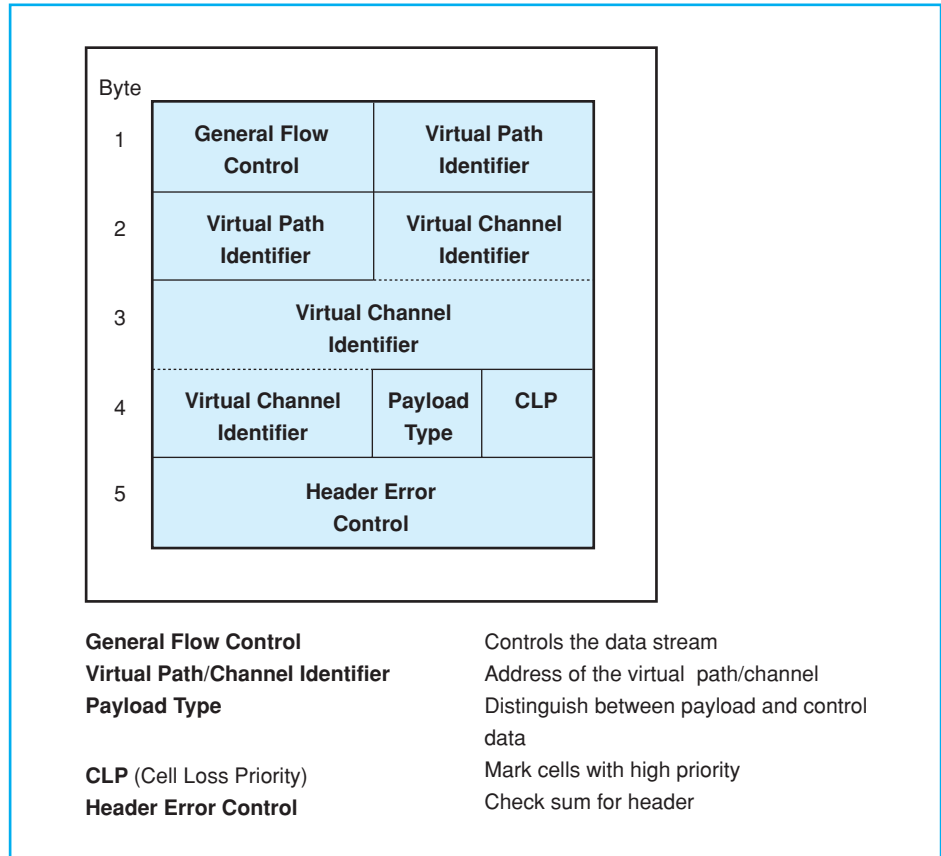 Byte
1
General Flow
Control
Virtual Path
Identifier
2
Virtual Path
Identifier
Virtual Channel
Identifier
3
Virtual Channel
Identifier
4
Virtual Channel
Identifier
Payload
Type
CLP
5
Header Error
Control
General Flow Control Controls the data stream
Virtual Path/Channel Identifier Address of the virtual path/channel
Payload Type Distinguish between payload and control
data
CLP (Cell Loss Priority) Mark cells with high priority
Header Error Control Check sum for header